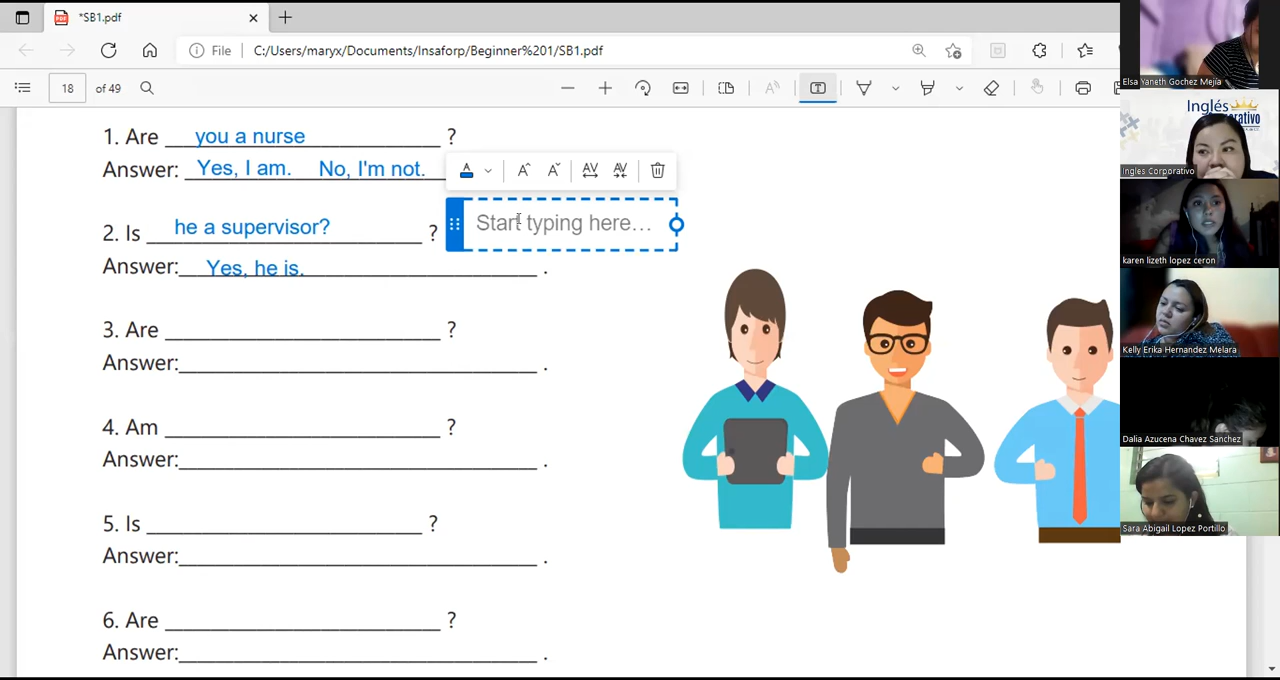 *SB1.pdf
File C:/Users/maryx/Documents/Insaforp/Beginner%201/SB1.pdf
18 of 49
1. Are you a nurse ?
Answer: Yes, I am. No, I'm not.
2. Is he a supervisor? ?
Start typing here...
Answer: Yes, he is. .
3. Are ?
Answer: .
4. Am ?
Answer: .
5. Is ?
Answer: .
6. Are ?
Answer: .
Elsa Yaneth Gochez Mejía
Inglés
Corporativo
Ingles Corporativo
karen lizeth lopez ceron
Kelly Erika Hernandez Melara
Dalia Azucena Chavez Sanchez
Sara Abigail Lopez Portillo